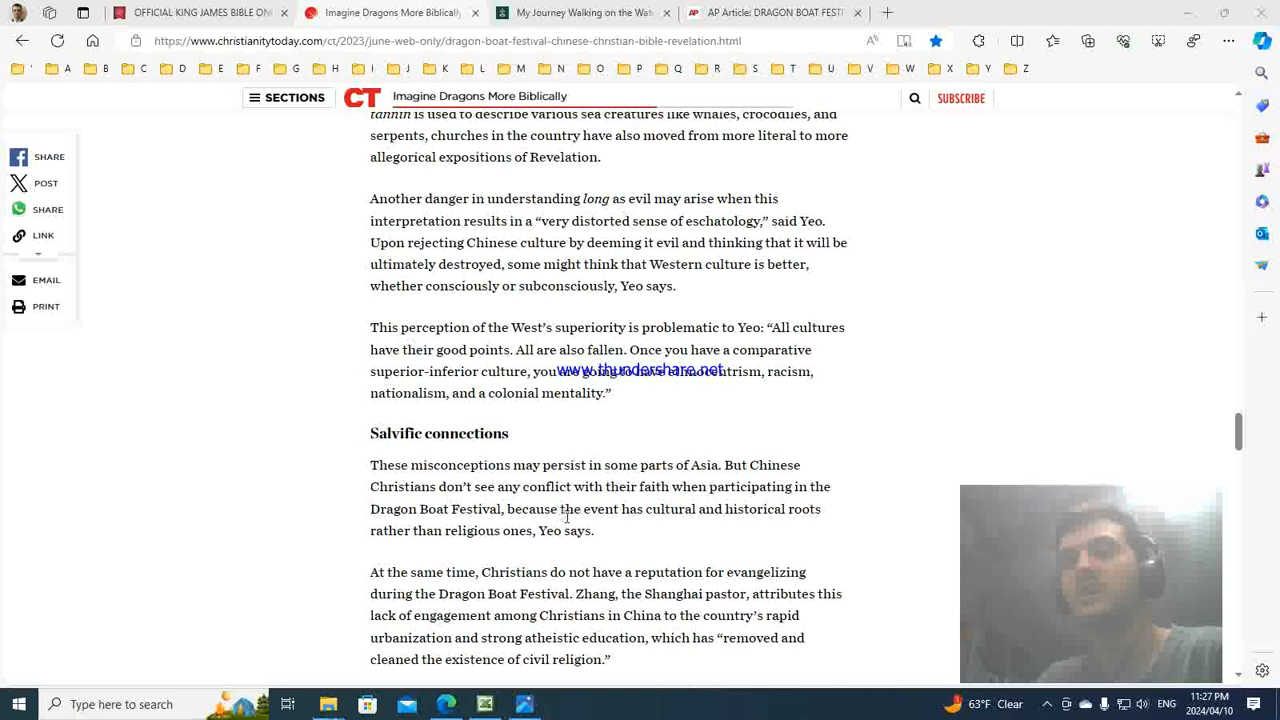 OFFICIAL KING JAMES BIBLE ONL
Imagine Dragons More Biblically
My Journey Walking on the Wate
AP Article: DRAGON BOAT FESTI
https://www.christianitytoday.com/ct/2023/june-web-only/dragon-boat-festival-chinese-christian-bible-revelation.html
' A B C D E F G H I J K L M N O P Q R S T U V W X Y Z
SECTIONS CT Imagine Dragons More Biblically SUBSCRIBE
tannin is used to describe various sea creatures like whales, crocodiles, and
serpents, churches in the country have also moved from more literal to more
allegorical expositions of Revelation.
SHARE
POST
SHARE
LINK
EMAIL
PRINT
Another danger in understanding long as evil may arise when this
interpretation results in a “very distorted sense of eschatology,” said Yeo.
Upon rejecting Chinese culture by deeming it evil and thinking that it will be
ultimately destroyed, some might think that Western culture is better,
whether consciously or subconsciously, Yeo says.
This perception of the West’s superiority is problematic to Yeo: “All cultures
have their good points. All are also fallen. Once you have a comparative
superior-inferior culture, you are going to have ethnocentrism, racism,
www.thundershare.net
nationalism, and a colonial mentality.”
Salvific connections
These misconceptions may persist in some parts of Asia. But Chinese
Christians don’t see any conflict with their faith when participating in the
Dragon Boat Festival, because the event has cultural and historical roots
rather than religious ones, Yeo says.
At the same time, Christians do not have a reputation for evangelizing
during the Dragon Boat Festival. Zhang, the Shanghai pastor, attributes this
lack of engagement among Christians in China to the country’s rapid
urbanization and strong atheistic education, which has “removed and
cleaned the existence of civil religion.”
Type here to search
63°F Clear
11:27 PM
2024/04/10